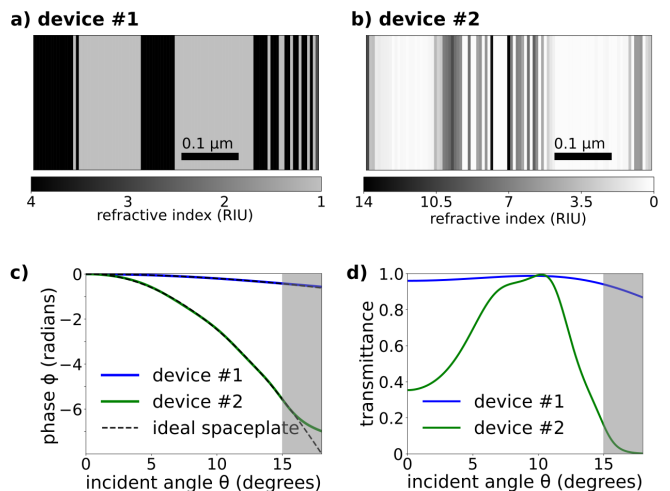 a) device #1
b) device #2
0.1 μm
0.1 μm
4 3 2 1
refractive index (RIU)
14 10.5 7 3.5 0
refractive index (RIU)
c)
0
−2
−4
−6
phase ϕ (radians)
device #1
device #2
ideal spaceplate
0 5 10 15
incident angle θ (degrees)
d)
1.0
0.8
0.6
0.4
0.2
0
transmittance
device #1
device #2
0 5 10 15
incident angle θ (degrees)